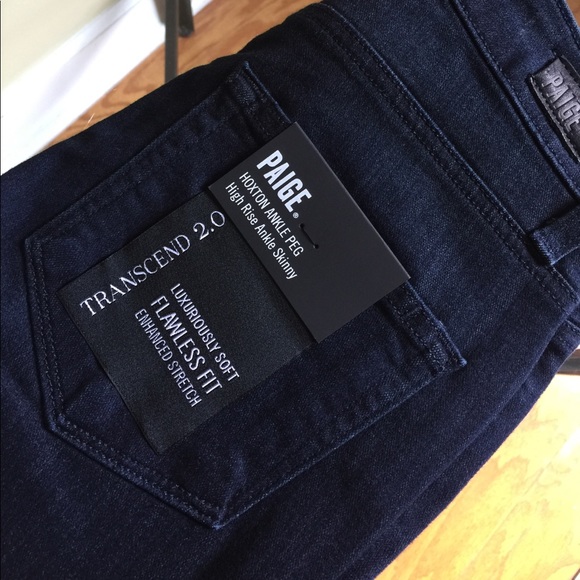 PAIGE®
HOXTON ANKLE PEG
High Rise Ankle Skinny
TRANSCEND 2.0
LUXURIOUSLY SOFT
FLAWLESS FIT
ENHANCED STRETCH
PAIGE